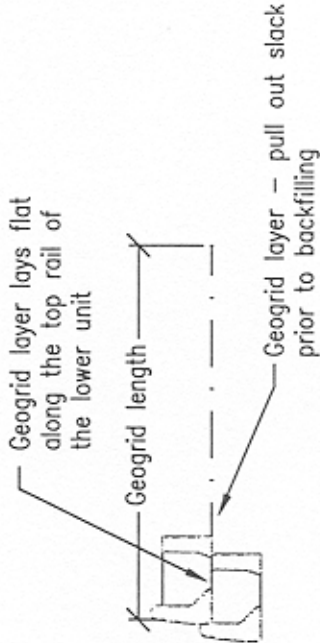 Geogrid layer lays flat
along the top rail of
the lower unit
Geogrid length
Geogrid layer – pull out slack
prior to backfilling